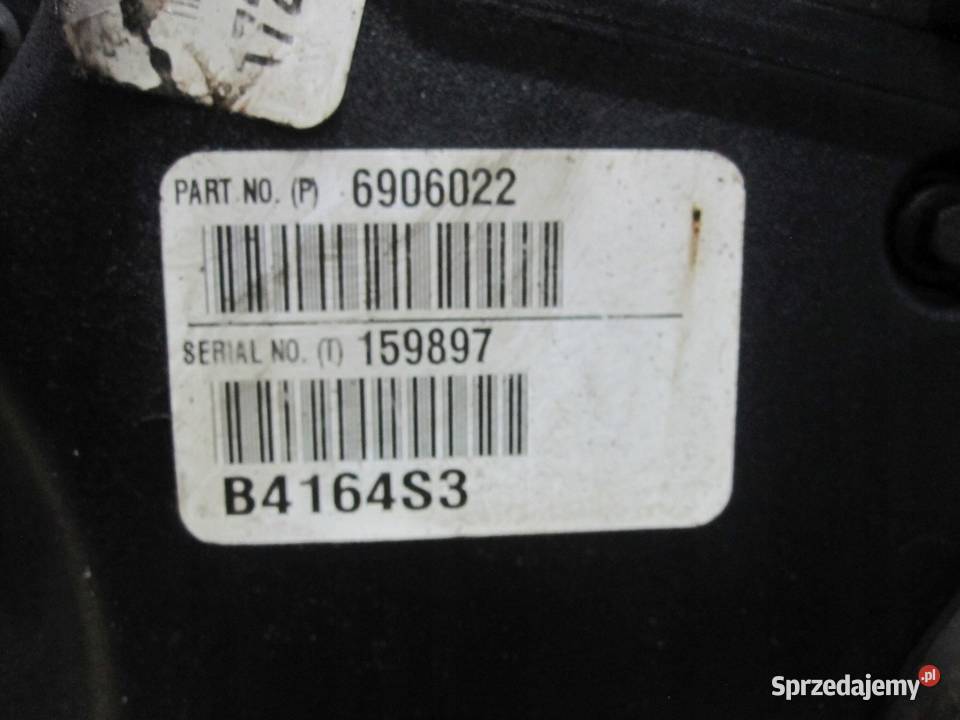 PART NO. (P) 6906022
SERIAL NO. (T) 159897
B4164S3
Sprzedajemy.pl